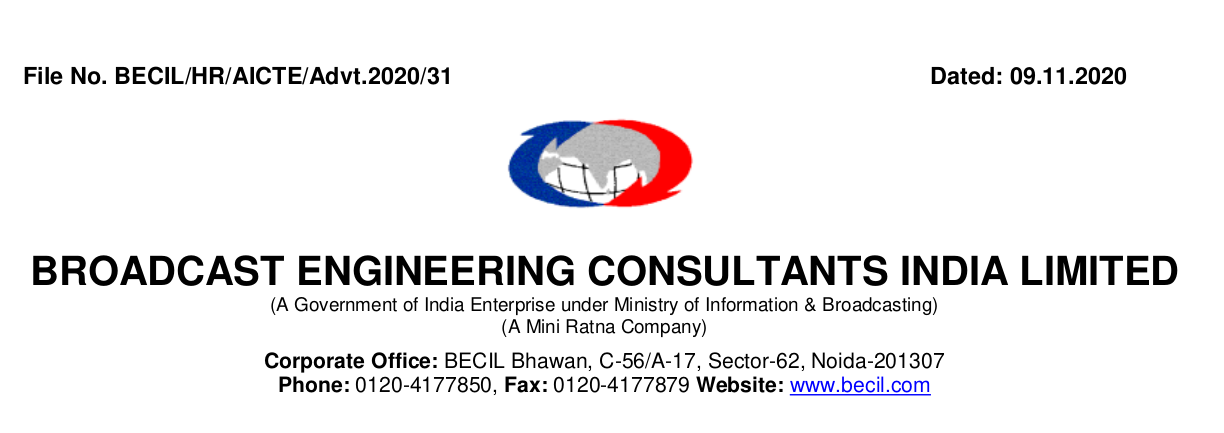 File No. BECIL/HR/AICTE/Advt.2020/31 Dated: 09.11.2020
BROADCAST ENGINEERING CONSULTANTS INDIA LIMITED
(A Government of India Enterprise under Ministry of Information & Broadcasting)
(A Mini Ratna Company)
Corporate Office: BECIL Bhawan, C-56/A-17, Sector-62, Noida-201307
Phone: 0120-4177850, Fax: 0120-4177879 Website: www.becil.com